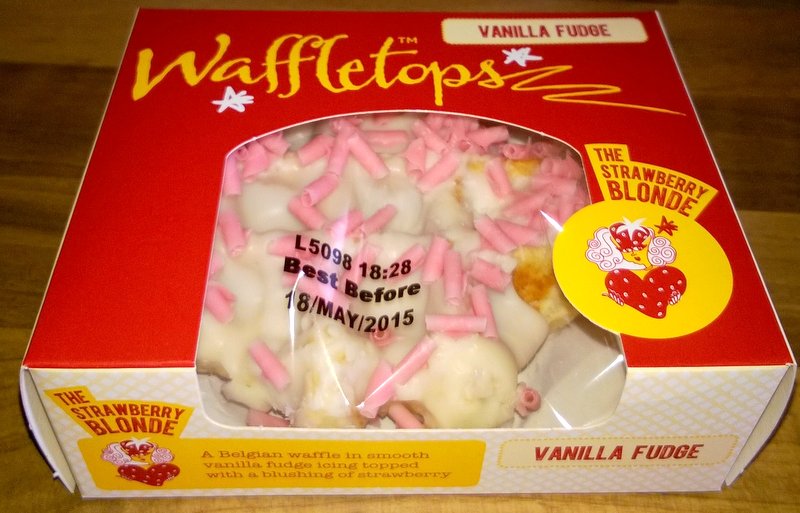 VANILLA FUDGE
Waffletops™
THE
STRAWBERRY
BLONDE
L5098 18:28
Best Before
18/MAY/2015
THE
STRAWBERRY
BLONDE
A Belgian waffle in smooth
vanilla fudge icing topped
with a blushing of strawberry
VANILLA FUDGE